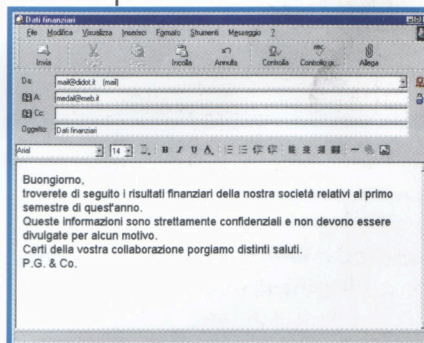 Dati finanziari
File Modifica Visualizza Inserisci Formato Strumenti Messaggio ?
Invia Incolla Annulla Controlla Controllo or... Allega
Da: mail@didot.it (mail)
A: medal@meb.it
Cc:
Oggetto: Dati finanziari
Arial 14
Buongiorno,
troverete di seguito i risultati finanziari della nostra società relativi al primo
semestre di quest'anno.
Queste informazioni sono strettamente confidenziali e non devono essere
divulgate per alcun motivo.
Certi della vostra collaborazione porgiamo distinti saluti.
P.G. & Co.